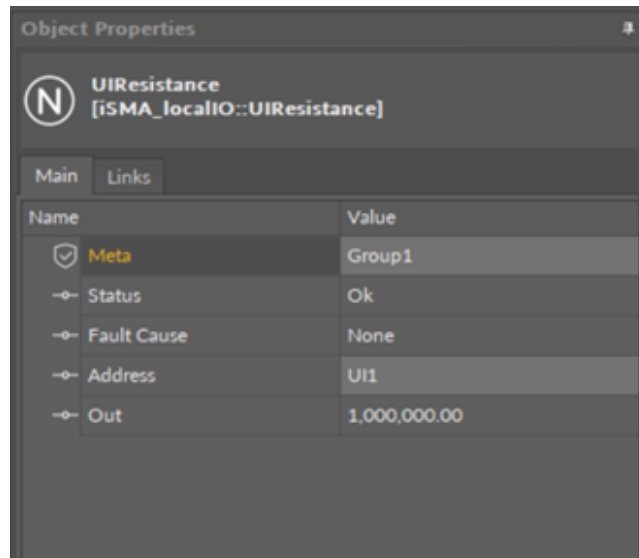 Object Properties
N
UIResistance
[iSMA_localIO::UIResistance]
Main Links
Name Value
Meta Group1
Status Ok
Fault Cause None
Address UI1
Out 1,000,000.00